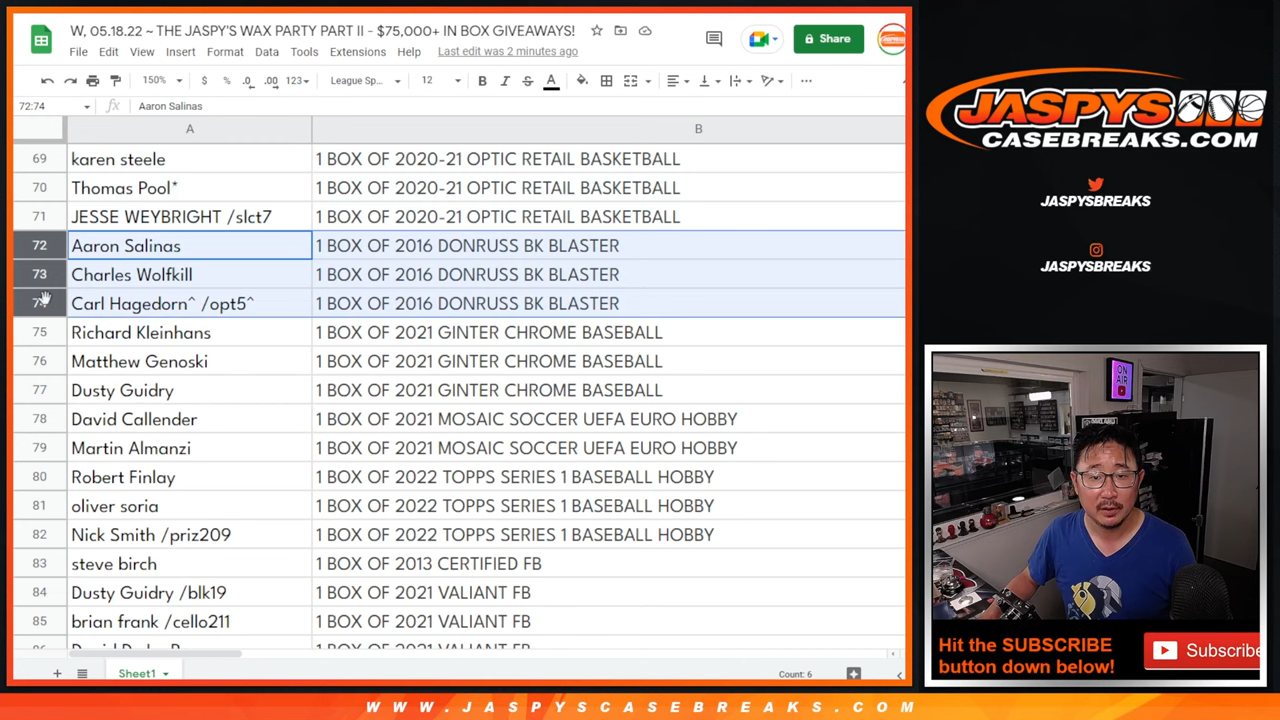 W, 05.18.22 ~ THE JASPY'S WAX PARTY PART II - $75,000+ IN BOX GIVEAWAYS!
File Edit View Insert Format Data Tools Extensions Help Last edit was 2 minutes ago
Share
150% $ % .0 .00 123 League Sp... 12 B I S A
72:74 fx Aaron Salinas
A B
69 karen steele 1 BOX OF 2020-21 OPTIC RETAIL BASKETBALL
70 Thomas Pool* 1 BOX OF 2020-21 OPTIC RETAIL BASKETBALL
71 JESSE WEYBRIGHT /slct7 1 BOX OF 2020-21 OPTIC RETAIL BASKETBALL
72 Aaron Salinas 1 BOX OF 2016 DONRUSS BK BLASTER
73 Charles Wolfkill 1 BOX OF 2016 DONRUSS BK BLASTER
Carl Hagedorn^ /opt5^ 1 BOX OF 2016 DONRUSS BK BLASTER
75 Richard Kleinhans 1 BOX OF 2021 GINTER CHROME BASEBALL
76 Matthew Genoski 1 BOX OF 2021 GINTER CHROME BASEBALL
77 Dusty Guidry 1 BOX OF 2021 GINTER CHROME BASEBALL
78 David Callender 1 BOX OF 2021 MOSAIC SOCCER UEFA EURO HOBBY
79 Martin Almanzi 1 BOX OF 2021 MOSAIC SOCCER UEFA EURO HOBBY
80 Robert Finlay 1 BOX OF 2022 TOPPS SERIES 1 BASEBALL HOBBY
81 oliver soria 1 BOX OF 2022 TOPPS SERIES 1 BASEBALL HOBBY
82 Nick Smith /priz209 1 BOX OF 2022 TOPPS SERIES 1 BASEBALL HOBBY
83 steve birch 1 BOX OF 2013 CERTIFIED FB
84 Dusty Guidry /blk19 1 BOX OF 2021 VALIANT FB
85 brian frank /cello211 1 BOX OF 2021 VALIANT FB
Sheet1
Count: 6
JASPYS
CASEBREAKS.COM
JASPYSBREAKS
JASPYSBREAKS
ON
AIR
Hit the SUBSCRIBE
button down below!
Subscribe
WWW.JASPYSCASEBREAKS.COM